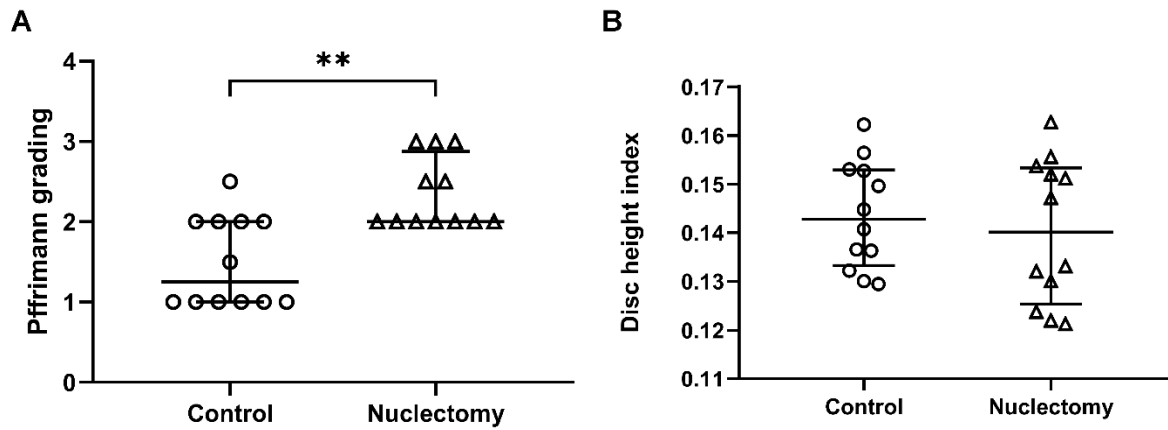 A
Pffrimann grading
4
3
2
1
0
**
Control
Nuclectomy
B
Disc height index
0.17
0.16
0.15
0.14
0.13
0.12
0.11
Control
Nuclectomy